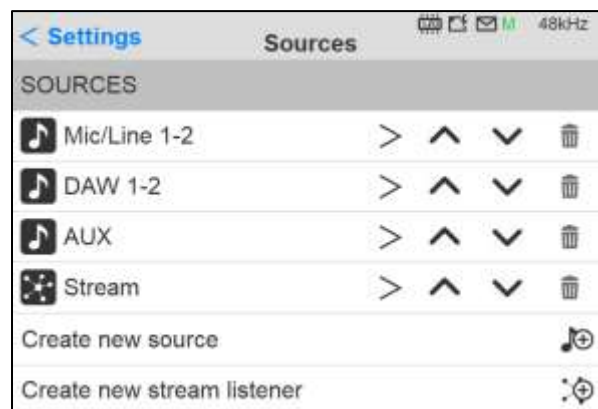 < Settings
Sources
M 48kHz
SOURCES
Mic/Line 1-2
DAW 1-2
AUX
Stream
Create new source
Create new stream listener